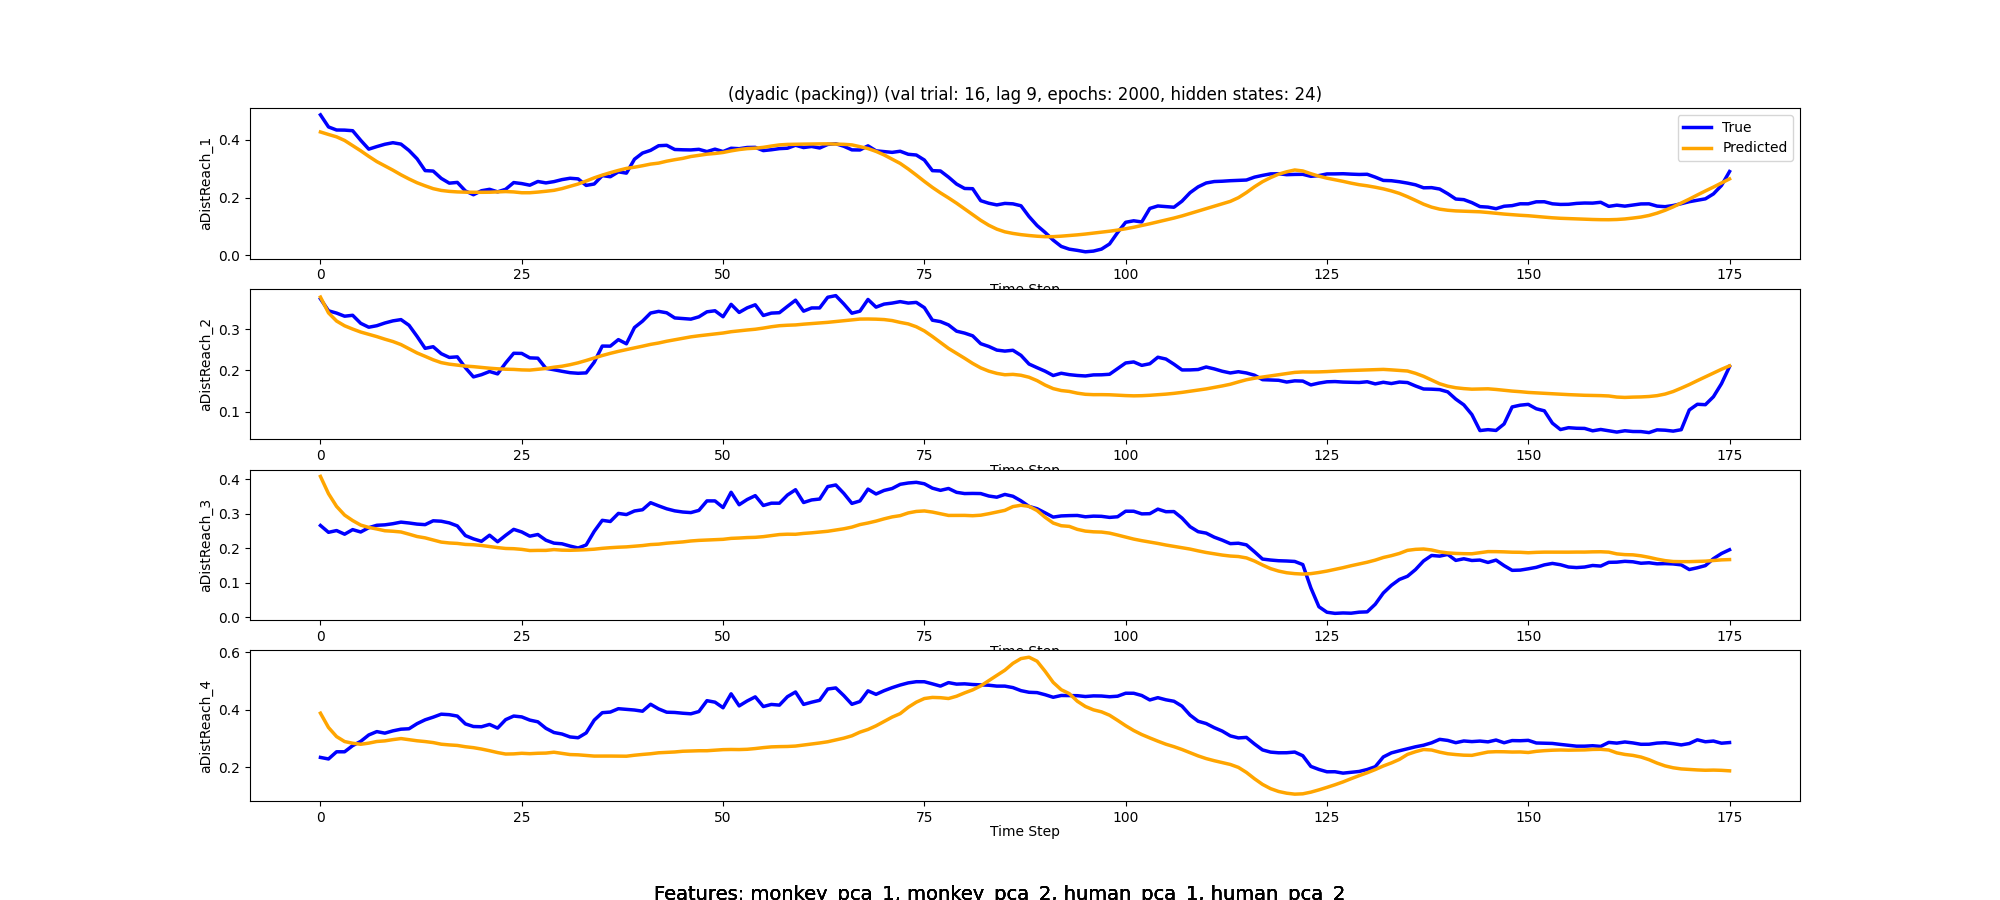 (dyadic (packing)) (val trial: 16, lag 9, epochs: 2000, hidden states: 24)
True
Predicted
aDistReach_1
0.4
0.2
0.0
0 25 50 75 100 125 150 175
Time Step
aDistReach_2
0.3
0.2
0.1
0 25 50 75 100 125 150 175
Time Step
aDistReach_3
0.4
0.3
0.2
0.1
0.0
0 25 50 75 100 125 150 175
Time Step
aDistReach_4
0.6
0.4
0.2
0 25 50 75 100 125 150 175
Time Step
Features: monkey_pca_1, monkey_pca_2, human_pca_1, human_pca_2